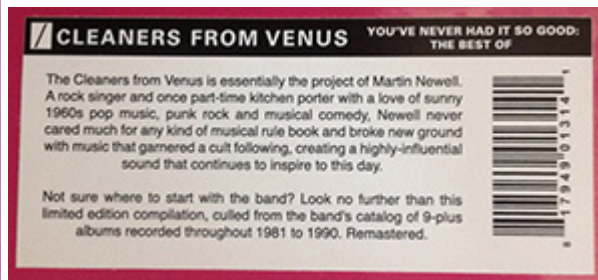 CLEANERS FROM VENUS
YOU'VE NEVER HAD IT SO GOOD:
THE BEST OF
The Cleaners from Venus is essentially the project of Martin Newell.
A rock singer and once part-time kitchen porter with a love of sunny
1960s pop music, punk rock and musical comedy, Newell never
cared much for any kind of musical rule book and broke new ground
with music that garnered a cult following, creating a highly-influential
sound that continues to inspire to this day.
Not sure where to start with the band? Look no further than this
limited edition compilation, culled from the band's catalog of 9-plus
albums recorded throughout 1981 to 1990. Remastered.
8 17949 01314 1